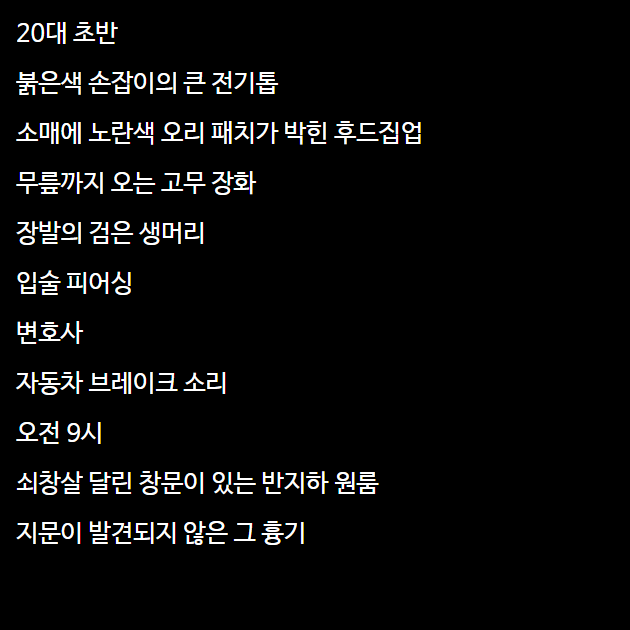 20대 초반
붉은색 손잡이의 큰 전기톱
소매에 노란색 오리 패치가 박힌 후드집업
무릎까지 오는 고무 장화
장발의 검은 생머리
입술 피어싱
변호사
자동차 브레이크 소리
오전 9시
쇠창살 달린 창문이 있는 반지하 원룸
지문이 발견되지 않은 그 흉기